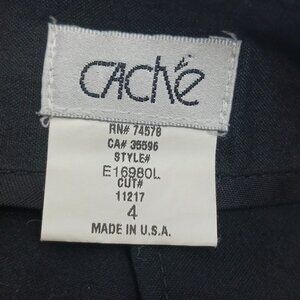 CACHé
RN# 74578
CA# 35596
STYLE#
E16980L
CUT#
11217
4
MADE IN U.S.A.